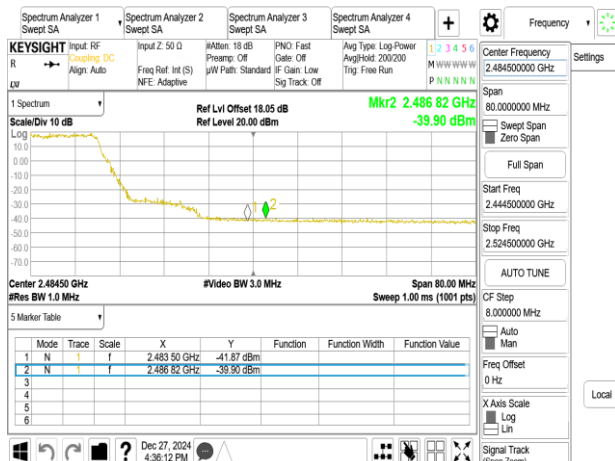 Spectrum Analyzer 1
Swept SA
Spectrum Analyzer 2
Swept SA
Spectrum Analyzer 3
Swept SA
Spectrum Analyzer 4
Swept SA
+
Frequency
Settings
KEYSIGHT
R
Input: RF
Coupling: DC
Align: Auto
Input Z: 50 Ω
Freq Ref: Int (S)
NFE: Adaptive
#Atten: 18 dB
Preamp: Off
µW Path: Standard
PNO: Fast
Gate: Off
IF Gain: Low
Sig Track: Off
Avg Type: Log-Power
Avg|Hold: 200/200
Trig: Free Run
1 2 3 4 5 6
M W W W W W
P N N N N N
1 Spectrum
Scale/Div 10 dB
Ref Lvl Offset 18.05 dB
Ref Level 20.00 dBm
Mkr2 2.486 82 GHz
-39.90 dBm
Log
10.0
0.00
-10.0
-20.0
-30.0
-40.0
-50.0
-60.0
-70.0
1
2
Center 2.48450 GHz
#Res BW 1.0 MHz
#Video BW 3.0 MHz
Span 80.00 MHz
Sweep 1.00 ms (1001 pts)
5 Marker Table
Mode Trace Scale X Y Function Function Width Function Value
1 N 1 f 2.483 50 GHz -41.87 dBm
2 N 1 f 2.486 82 GHz -39.90 dBm
3
4
5
6
Dec 27, 2024
4:36:12 PM
Center Frequency
2.484500000 GHz
Span
80.0000000 MHz
Swept Span
Zero Span
Full Span
Start Freq
2.444500000 GHz
Stop Freq
2.524500000 GHz
AUTO TUNE
CF Step
8.000000 MHz
Auto
Man
Freq Offset
0 Hz
X Axis Scale
Log
Lin
Signal Track
(Span Zoom)
Local